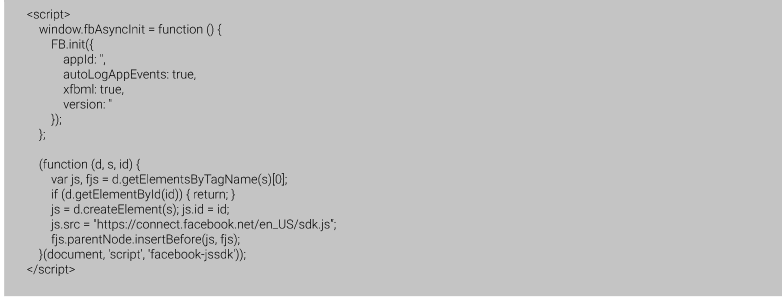 <script>
window.fbAsyncInit = function () {
FB.init({
appId: '',
autoLogAppEvents: true,
xfbml: true,
version: ''
});
};
(function (d, s, id) {
var js, fjs = d.getElementsByTagName(s)[0];
if (d.getElementById(id)) { return; }
js = d.createElement(s); js.id = id;
js.src = "https://connect.facebook.net/en_US/sdk.js";
fjs.parentNode.insertBefore(js, fjs);
}(document, 'script', 'facebook-jssdk'));
</script>